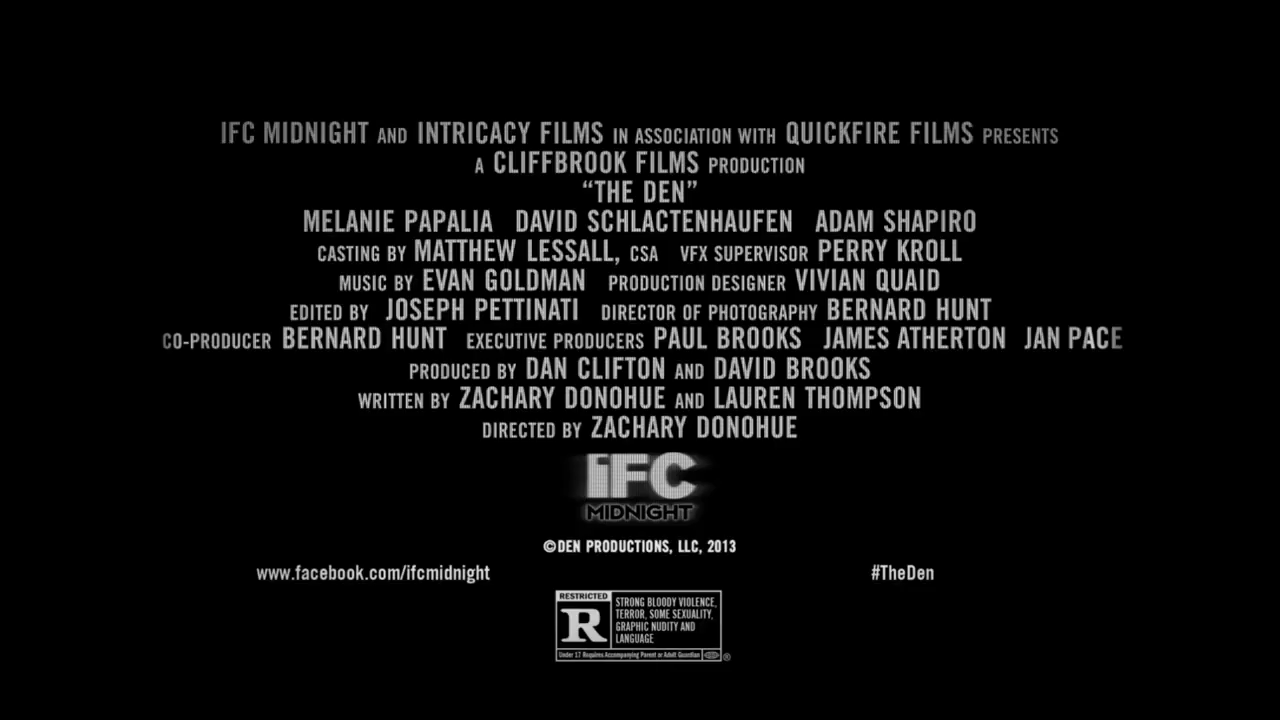 IFC MIDNIGHT AND INTRICACY FILMS IN ASSOCIATION WITH QUICKFIRE FILMS PRESENTS
A CLIFFBROOK FILMS PRODUCTION
“THE DEN”
MELANIE PAPALIA DAVID SCHLACTENHAUFEN ADAM SHAPIRO
CASTING BY MATTHEW LESSALL, CSA VFX SUPERVISOR PERRY KROLL
MUSIC BY EVAN GOLDMAN PRODUCTION DESIGNER VIVIAN QUAID
EDITED BY JOSEPH PETTINATI DIRECTOR OF PHOTOGRAPHY BERNARD HUNT
CO-PRODUCER BERNARD HUNT EXECUTIVE PRODUCERS PAUL BROOKS JAMES ATHERTON JAN PACE
PRODUCED BY DAN CLIFTON AND DAVID BROOKS
WRITTEN BY ZACHARY DONOHUE AND LAUREN THOMPSON
DIRECTED BY ZACHARY DONOHUE
iFC
MIDNIGHT
©DEN PRODUCTIONS, LLC, 2013
www.facebook.com/ifcmidnight #TheDen
RESTRICTED
R
STRONG BLOODY VIOLENCE,
TERROR, SOME SEXUALITY,
GRAPHIC NUDITY AND
LANGUAGE
Under 17 Requires Accompanying Parent or Adult Guardian ®